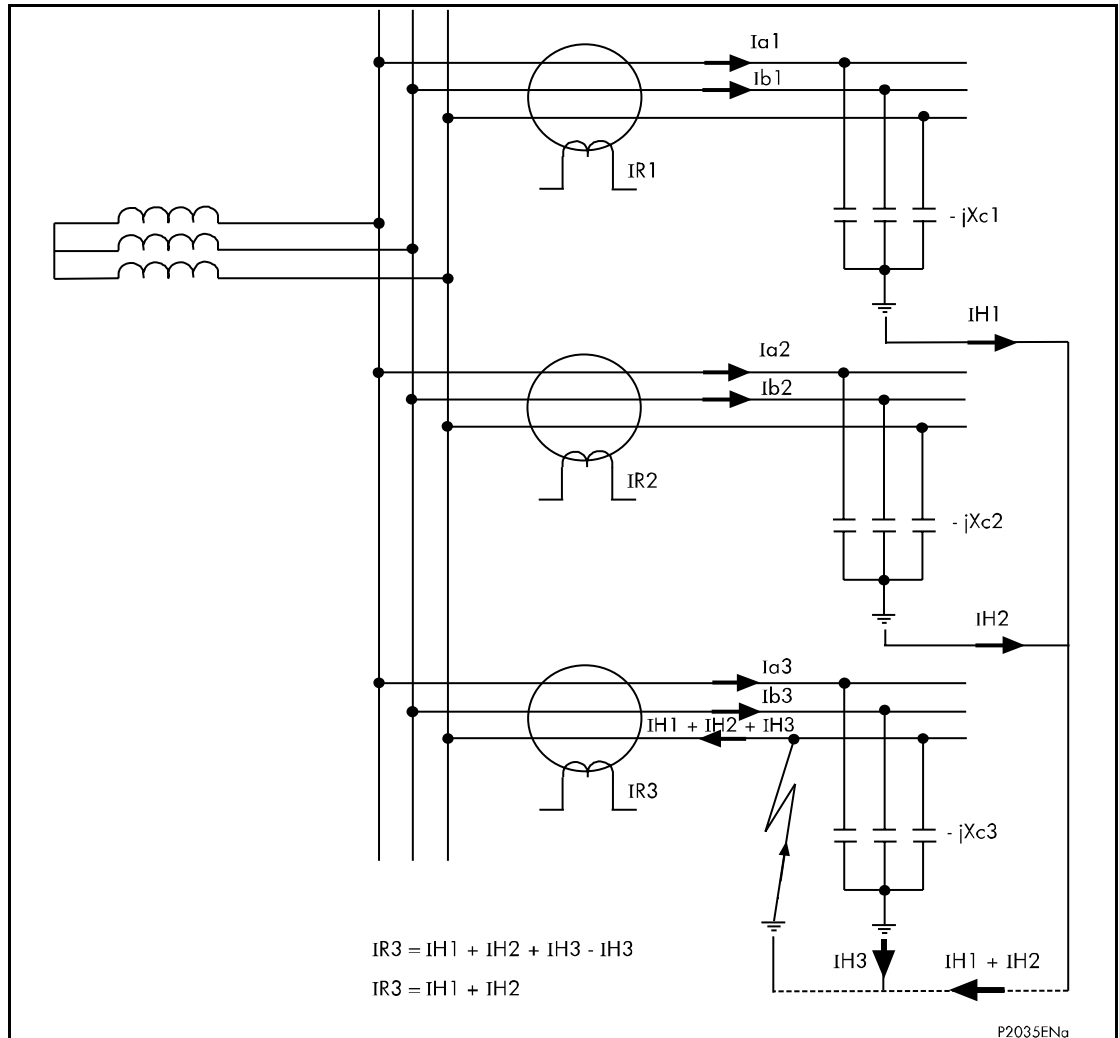 Ia1
Ib1
IR1
- jXc1
IH1
Ia2
Ib2
IR2
- jXc2
IH2
Ia3
Ib3
IH1 + IH2 + IH3
IR3
- jXc3
IR3 = IH1 + IH2 + IH3 - IH3
IH3
IH1 + IH2
IR3 = IH1 + IH2
P2035ENa